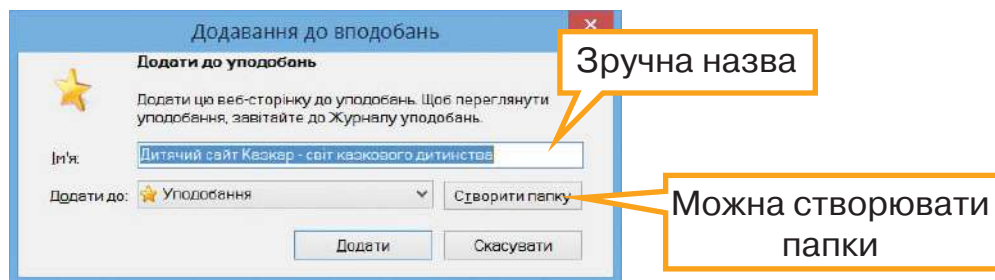 Додавання до вподобань
Додати до уподобань
Зручна назва
Додати цю веб-сторінку до уподобань. Щоб переглянути
уподобання, завітайте до Журналу уподобань.
Ім'я:
Дитячий сайт Казкар - світ казкового дитинства
Додати до:
Уподобання
Створити папку
Можна створювати
папки
Додати
Скасувати